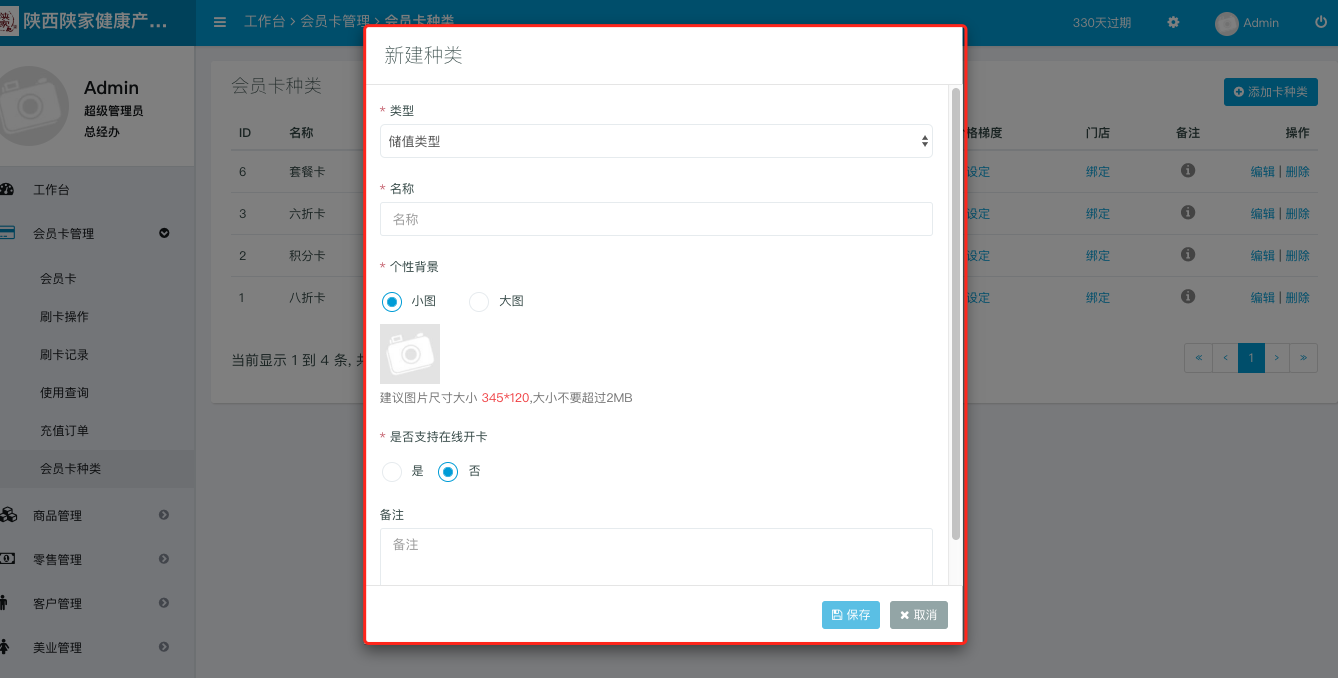 陕西陕家健康产...
工作台 > 会员卡管理 > 会员卡种类
330天过期
Admin
Admin
超级管理员
总经办
工作台
会员卡管理
会员卡
刷卡操作
刷卡记录
使用查询
充值订单
会员卡种类
商品管理
零售管理
客户管理
美业管理
会员卡种类
添加卡种类
ID 名称 格梯度 门店 备注 操作
6 套餐卡 设定 绑定 编辑 | 删除
3 六折卡 设定 绑定 编辑 | 删除
2 积分卡 设定 绑定 编辑 | 删除
1 八折卡 设定 绑定 编辑 | 删除
当前显示 1 到 4 条, 共
« ‹ 1 › »
新建种类
* 类型
储值类型
* 名称
名称
* 个性背景
小图 大图
建议图片尺寸大小 345*120,大小不要超过2MB
* 是否支持在线开卡
是 否
备注
备注
保存 取消